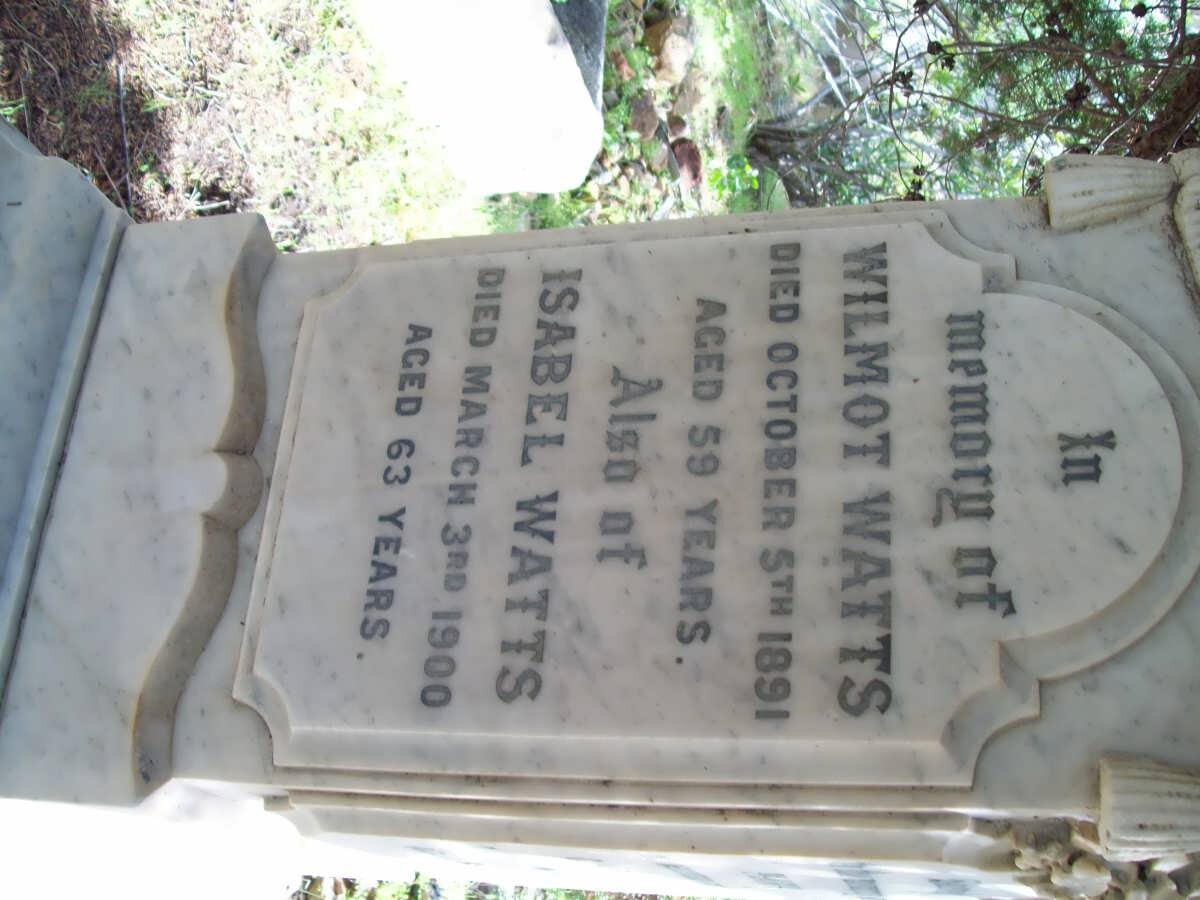 In
memory of
WILMOT WATTS
DIED OCTOBER 5TH 1891
AGED 59 YEARS.
Also of
ISABEL WATTS
DIED MARCH 3RD 1900
AGED 63 YEARS.